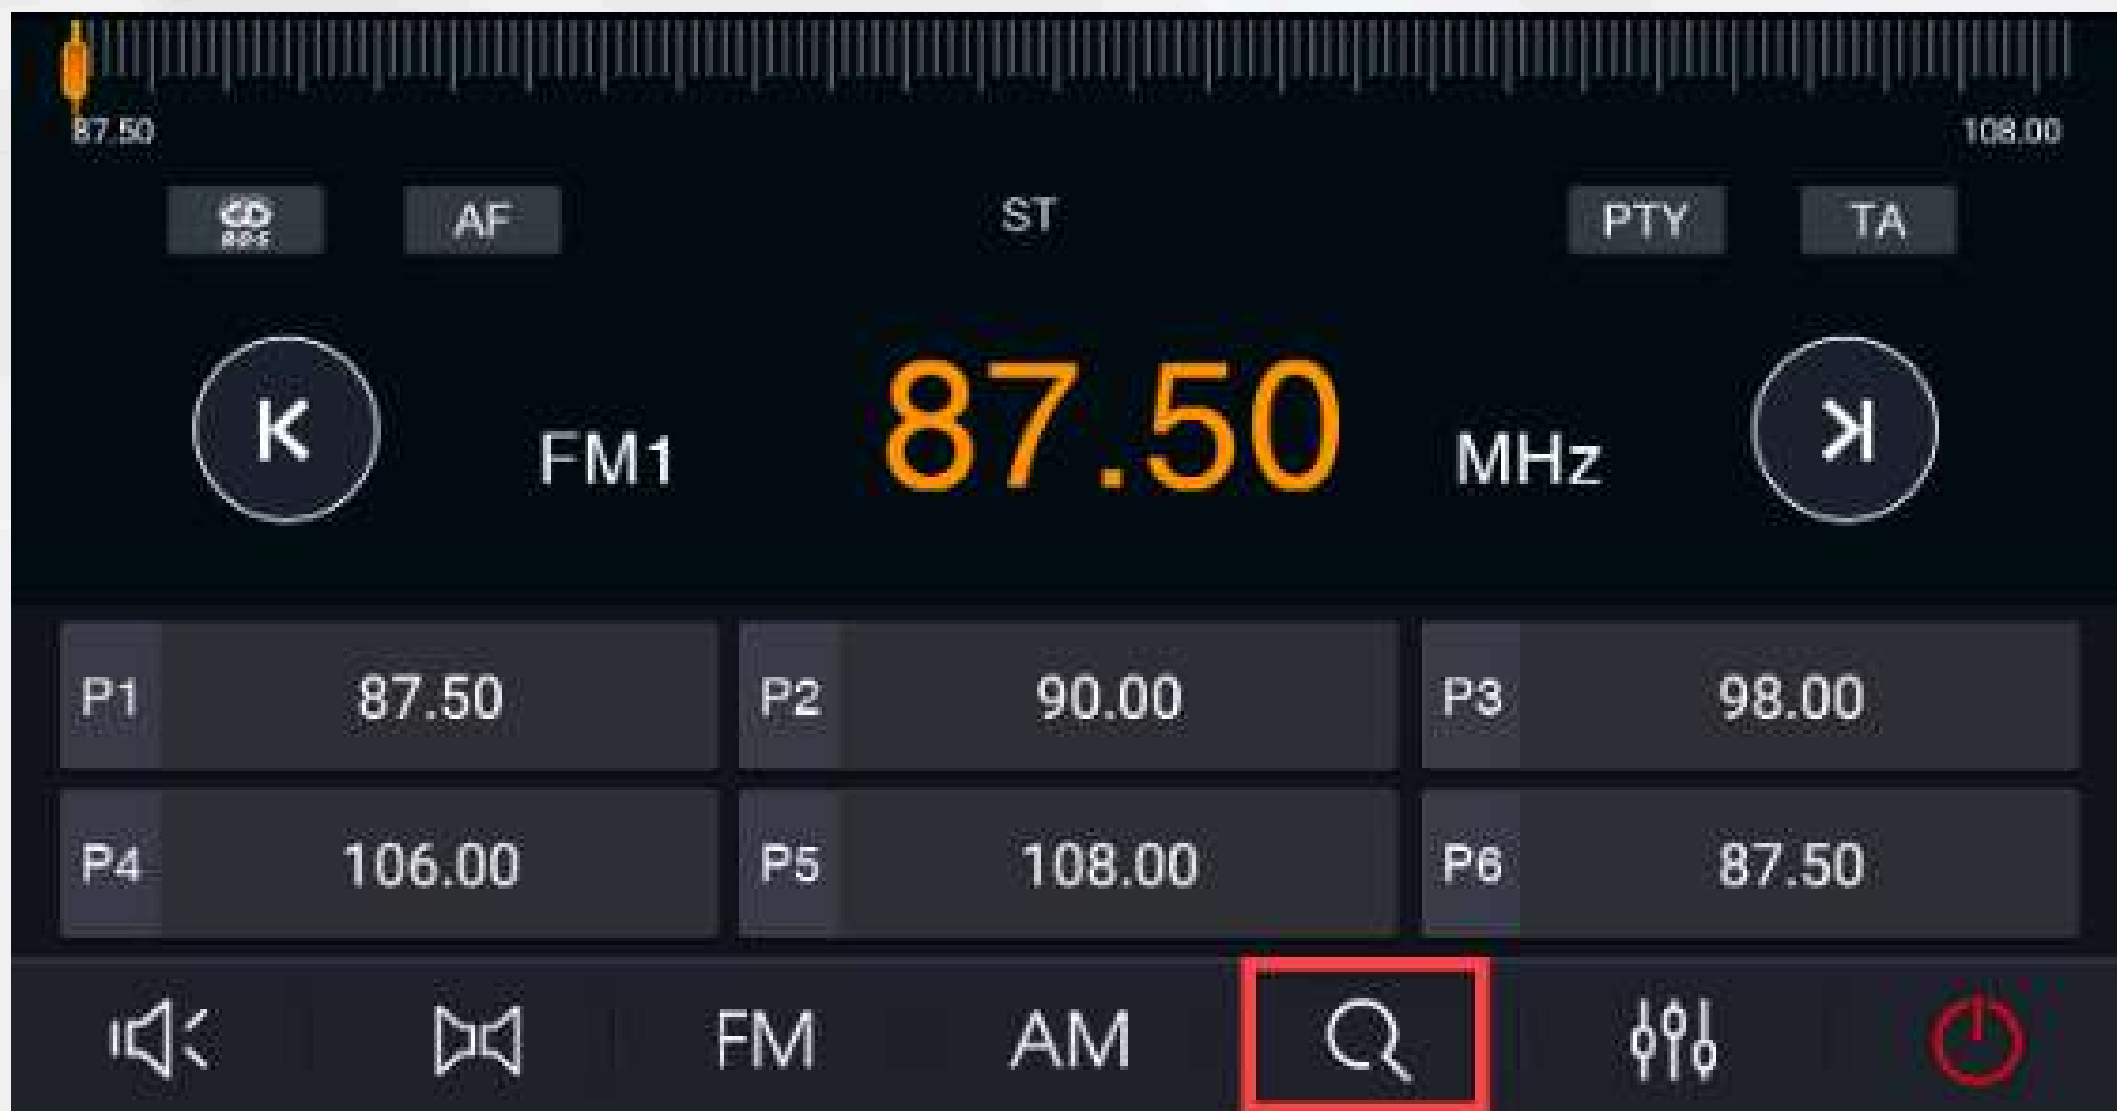 87.50 108.00
RDS AF ST PTY TA
FM1 87.50 MHz
P1 87.50 P2 90.00 P3 98.00
P4 106.00 P5 108.00 P6 87.50
FM AM